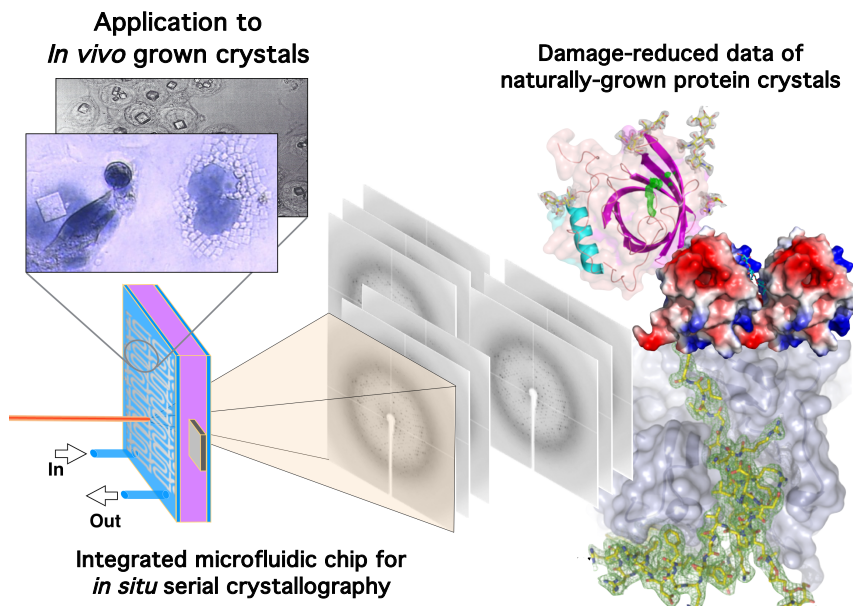 Application to
In vivo grown crystals
Damage-reduced data of
naturally-grown protein crystals
In
Out
Integrated microfluidic chip for
in situ serial crystallography